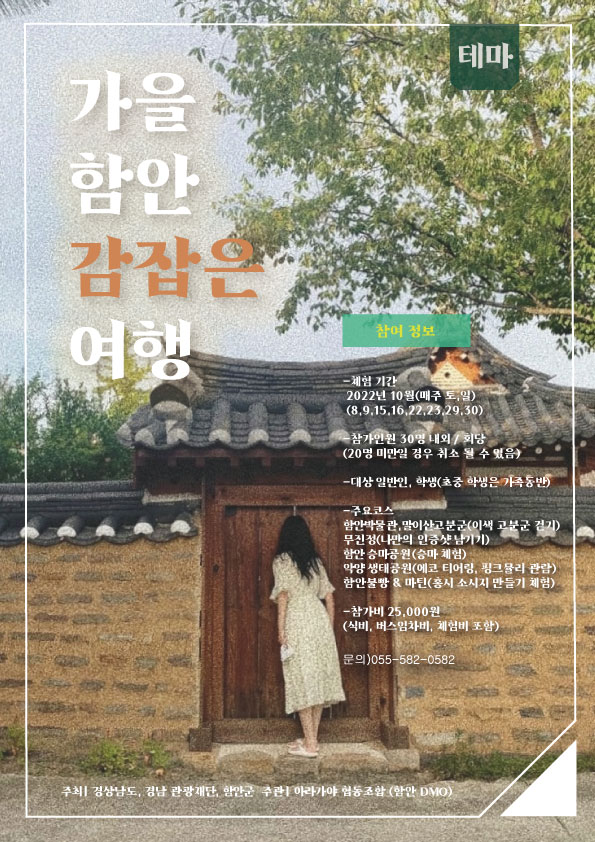 테마
가을
함안
감잡은
여행
참여 정보
-체험 기간
2022년 10월(매주 토,일)
(8,9,15,16,22,23,29,30)
-참가인원 30명 내외 / 회당
(20명 미만일 경우 취소 될 수 있음)
-대상 일반인, 학생(초중 학생은 가족동반)
-주요코스
함안박물관,말이산고분군(이색 고분군 걷기)
무진정(나만의 인증샷 남기기)
함안 승마공원(승마 체험)
악양 생태공원(에코 티어링, 핑크뮬리 관람)
함안불빵 & 마틴(홍시 소시지 만들기 체험)
-참가비 25,000원
(식비, 버스임차비, 체험비 포함)
문의)055-582-0582
주최| 경상남도, 경남 관광재단, 함안군 주관| 아라가야 협동조합 (함안 DMO)